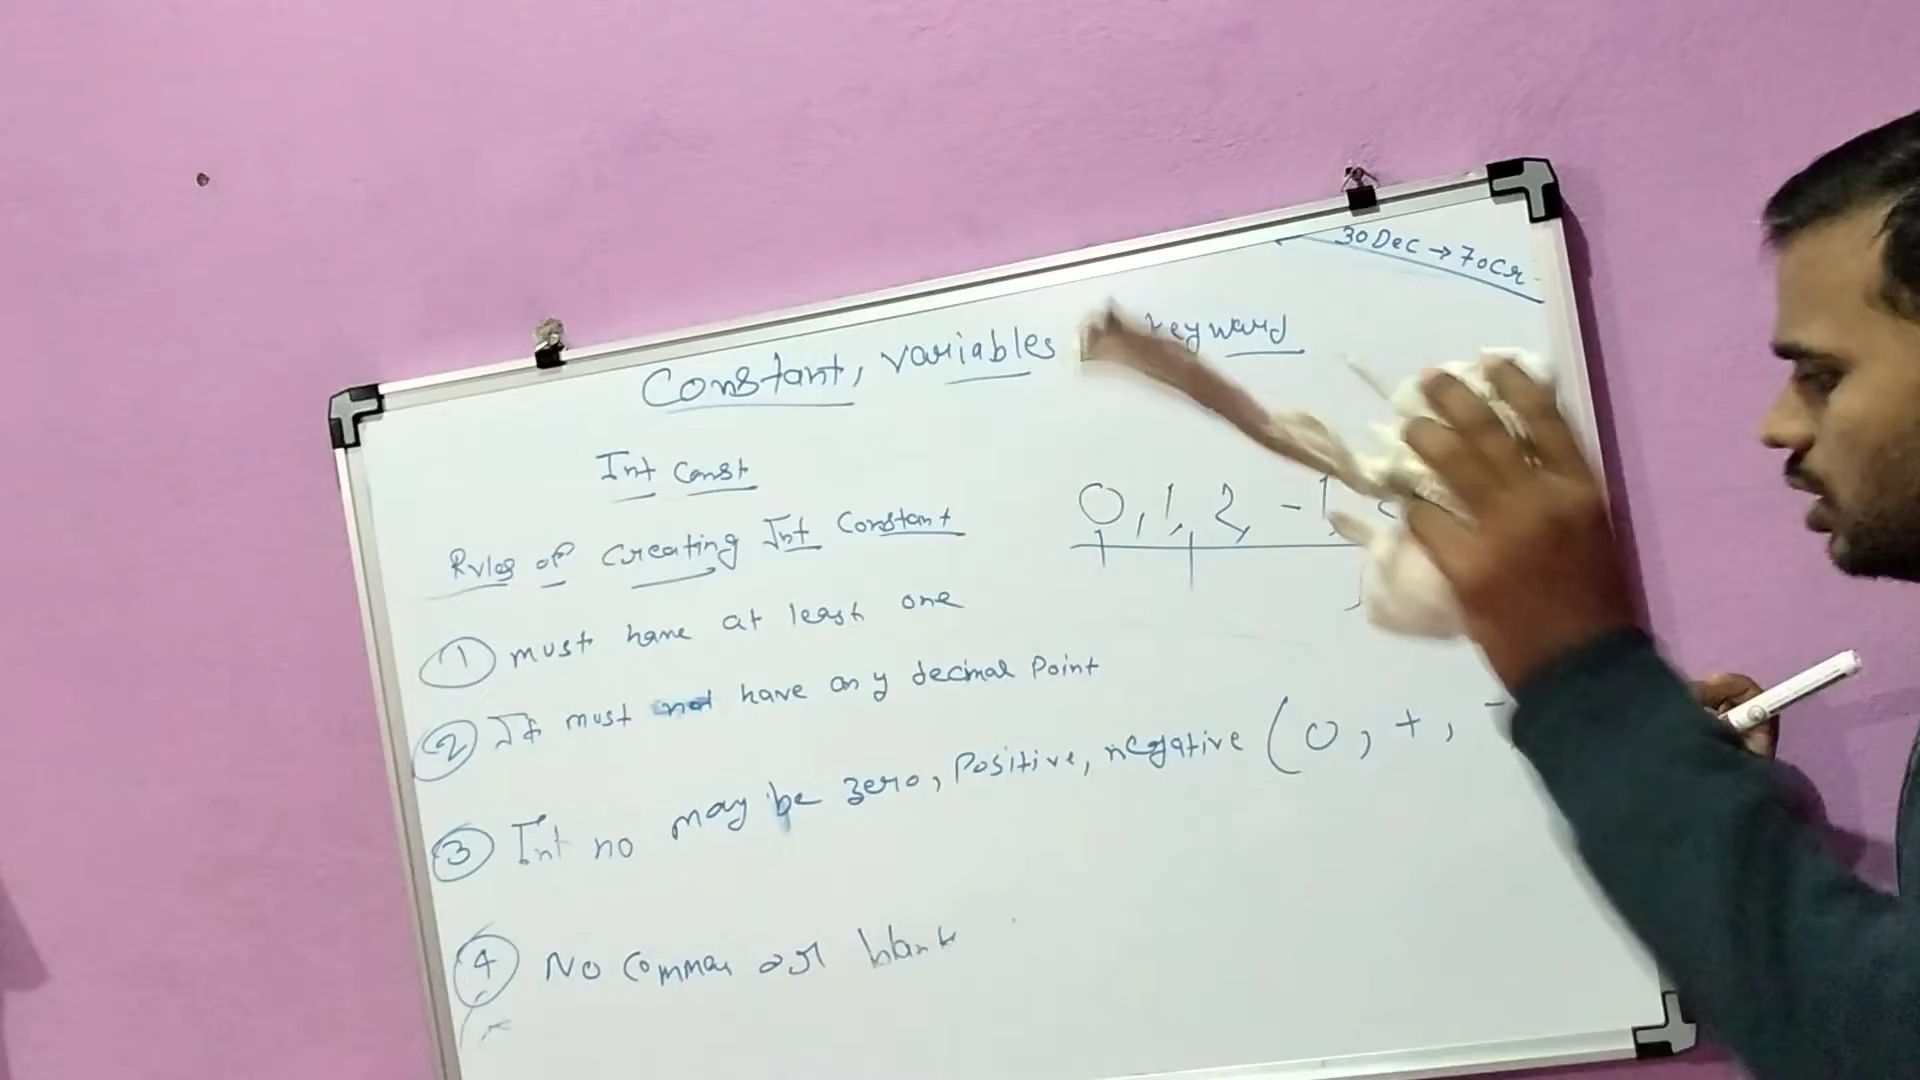 30 Dec → 70Cr
Constant, variables keyward
Int Const
0, 1, 2, -1
Rules of creating Int Constant
① must have at least one
② It must not have any decimal point
③ Int no may be zero, Positive, negative (0, +, -
④ No comma or blank